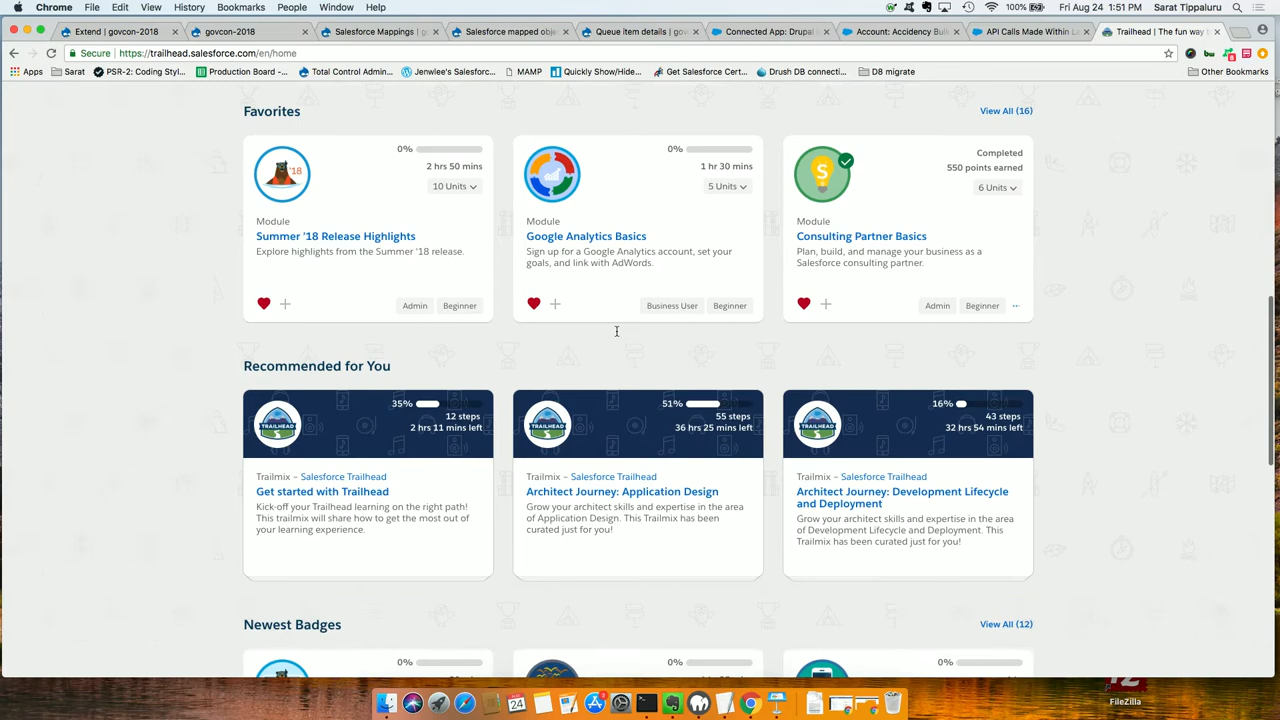 Chrome File Edit View History Bookmarks People Window Help 100% Fri Aug 24 1:51 PM Sarat Tippaluru
Extend | govcon-2018 govcon-2018 Salesforce Mappings | go Salesforce mapped obje Queue item details | gov Connected App: Drupal I Account: Accidency Buil API Calls Made Within La Trailhead | The fun way t
Secure https://trailhead.salesforce.com/en/home
Apps Sarat PSR-2: Coding Styl... Production Board -... Total Control Admin... Jenwlee's Salesforc... MAMP Quickly Show/Hide... Get Salesforce Cert... Drush DB connecti... D8 migrate Other Bookmarks
Favorites
View All (16)
0%
2 hrs 50 mins
10 Units
Module
Summer '18 Release Highlights
Explore highlights from the Summer '18 release.
Admin Beginner
0%
1 hr 30 mins
5 Units
Module
Google Analytics Basics
Sign up for a Google Analytics account, set your
goals, and link with AdWords.
Business User Beginner
Completed
550 points earned
6 Units
Module
Consulting Partner Basics
Plan, build, and manage your business as a
Salesforce consulting partner.
Admin Beginner ...
Recommended for You
TRAILHEAD
35%
12 steps
2 hrs 11 mins left
Trailmix – Salesforce Trailhead
Get started with Trailhead
Kick-off your Trailhead learning on the right path!
This trailmix will share how to get the most out of
your learning experience.
TRAILHEAD
51%
55 steps
36 hrs 25 mins left
Trailmix – Salesforce Trailhead
Architect Journey: Application Design
Grow your architect skills and expertise in the area
of Application Design. This Trailmix has been
curated just for you!
TRAILHEAD
16%
43 steps
32 hrs 54 mins left
Trailmix – Salesforce Trailhead
Architect Journey: Development Lifecycle
and Deployment
Grow your architect skills and expertise in the area
of Development Lifecycle and Deployment. This
Trailmix has been curated just for you!
Newest Badges
View All (12)
0%
0%
0%
FileZilla